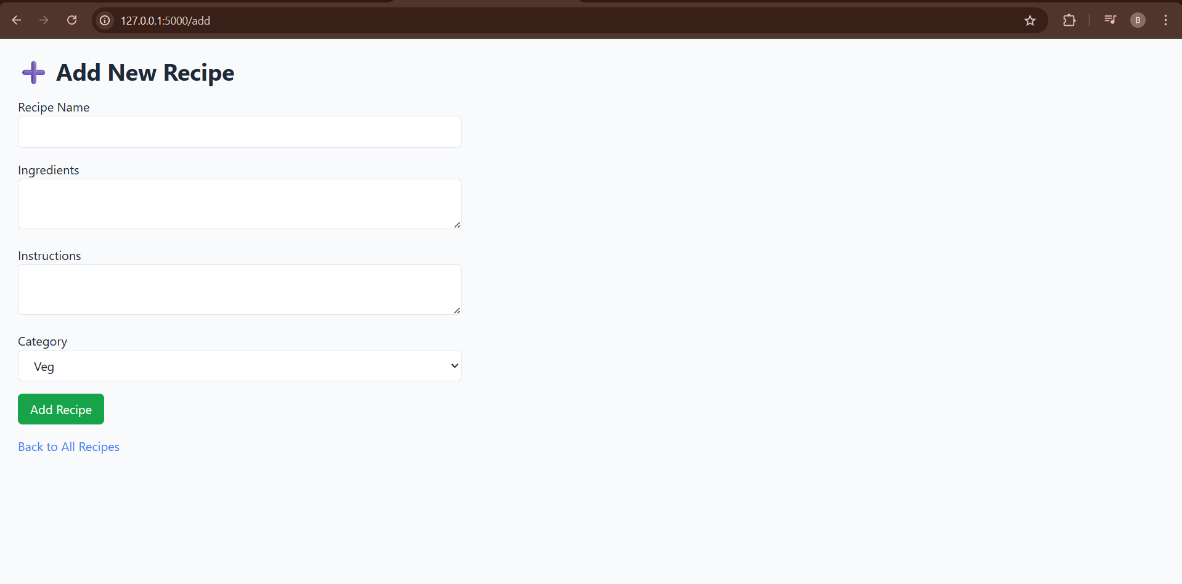 127.0.0.1:5000/add
B
➕ Add New Recipe
Recipe Name
Ingredients
Instructions
Category
Veg
Add Recipe
Back to All Recipes